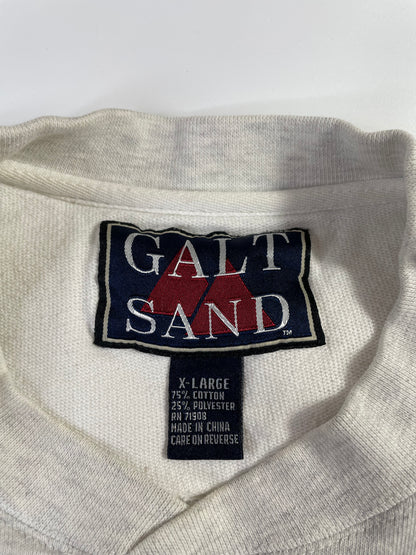 GALT
SAND
TM
X-LARGE
75% COTTON
25% POLYESTER
RN 71908
MADE IN CHINA
CARE ON REVERSE